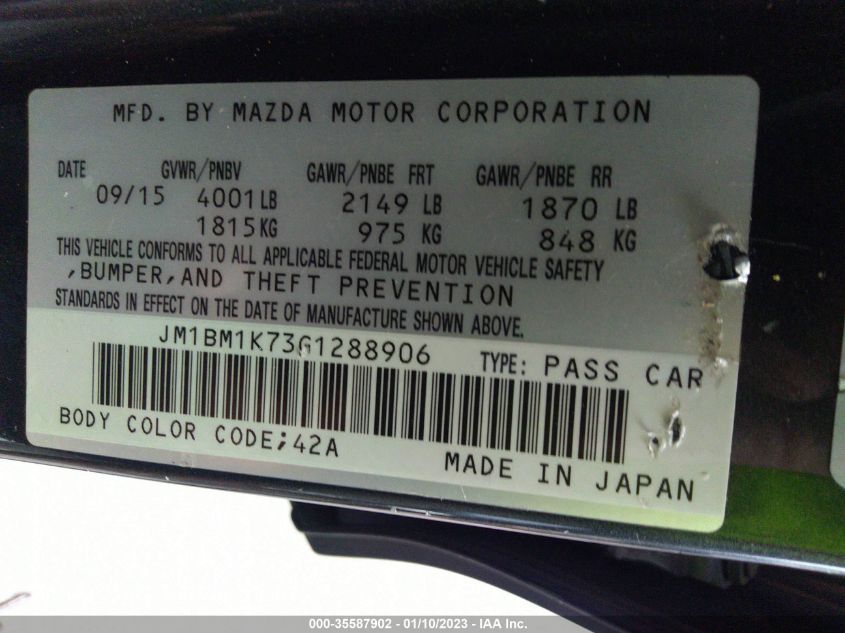 MFD. BY MAZDA MOTOR CORPORATION
DATE GVWR/PNBV GAWR/PNBE FRT GAWR/PNBE RR
09/15 4001 LB 2149 LB 1870 LB
1815 KG 975 KG 848 KG
THIS VEHICLE CONFORMS TO ALL APPLICABLE FEDERAL MOTOR VEHICLE SAFETY
,BUMPER,AND THEFT PREVENTION
STANDARDS IN EFFECT ON THE DATE OF MANUFACTURE SHOWN ABOVE.
JM1BM1K73G1288906 TYPE: PASS CAR
BODY COLOR CODE;42A
MADE IN JAPAN
000-35587902 - 01/10/2023 - IAA Inc.